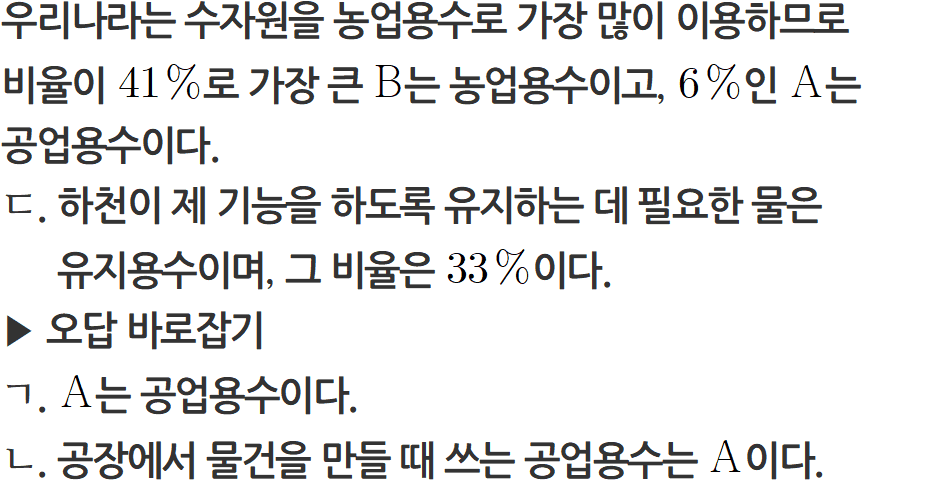 우리나라는 수자원을 농업용수로 가장 많이 이용하므로
비율이 41%로 가장 큰 B는 농업용수이고, 6%인 A는
공업용수이다.
ㄷ. 하천이 제 기능을 하도록 유지하는 데 필요한 물은
유지용수이며, 그 비율은 33%이다.
▶ 오답 바로잡기
ㄱ. A는 공업용수이다.
ㄴ. 공장에서 물건을 만들 때 쓰는 공업용수는 A이다.